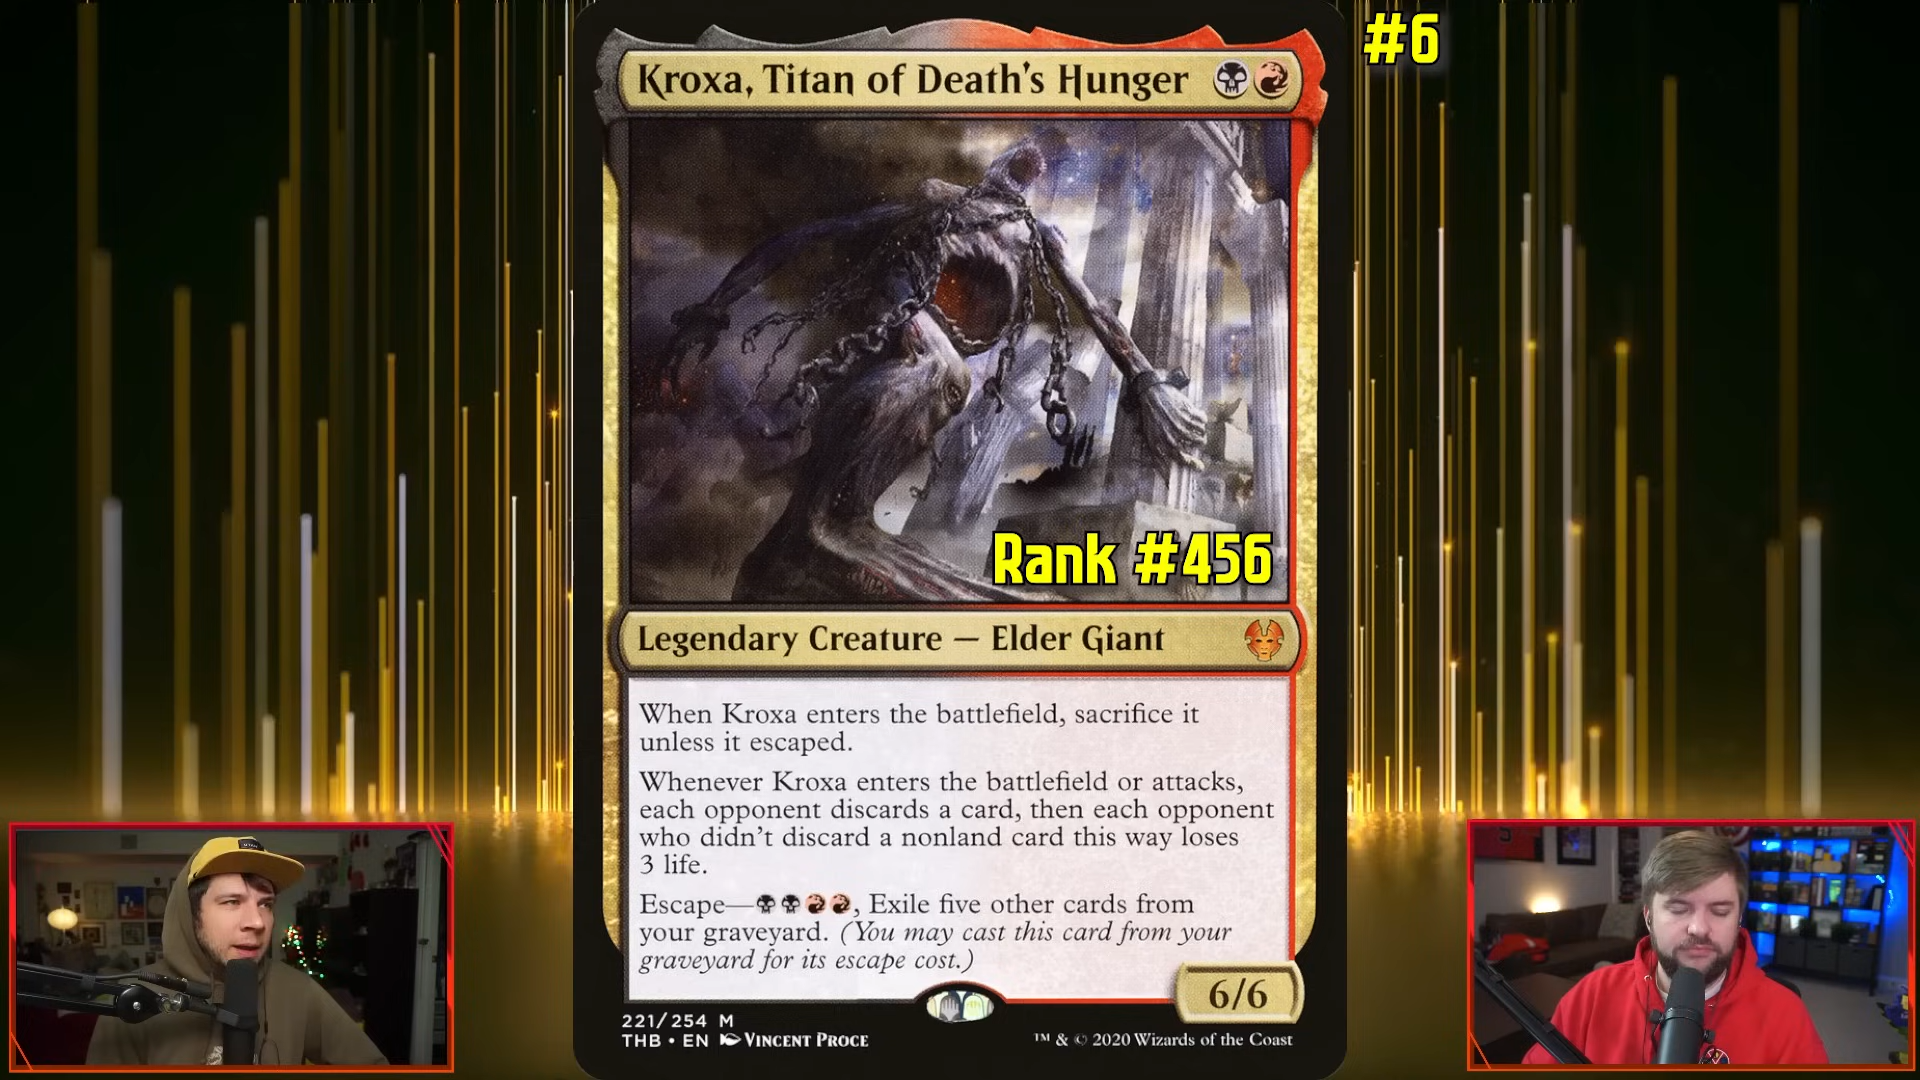 #6
Kroxa, Titan of Death's Hunger
Rank #456
Legendary Creature — Elder Giant
When Kroxa enters the battlefield, sacrifice it
unless it escaped.
Whenever Kroxa enters the battlefield or attacks,
each opponent discards a card, then each opponent
who didn't discard a nonland card this way loses
3 life.
Escape—, Exile five other cards from
your graveyard. (You may cast this card from your
graveyard for its escape cost.)
6/6
221/254 M
THB • EN Vincent Proce
™ & © 2020 Wizards of the Coast